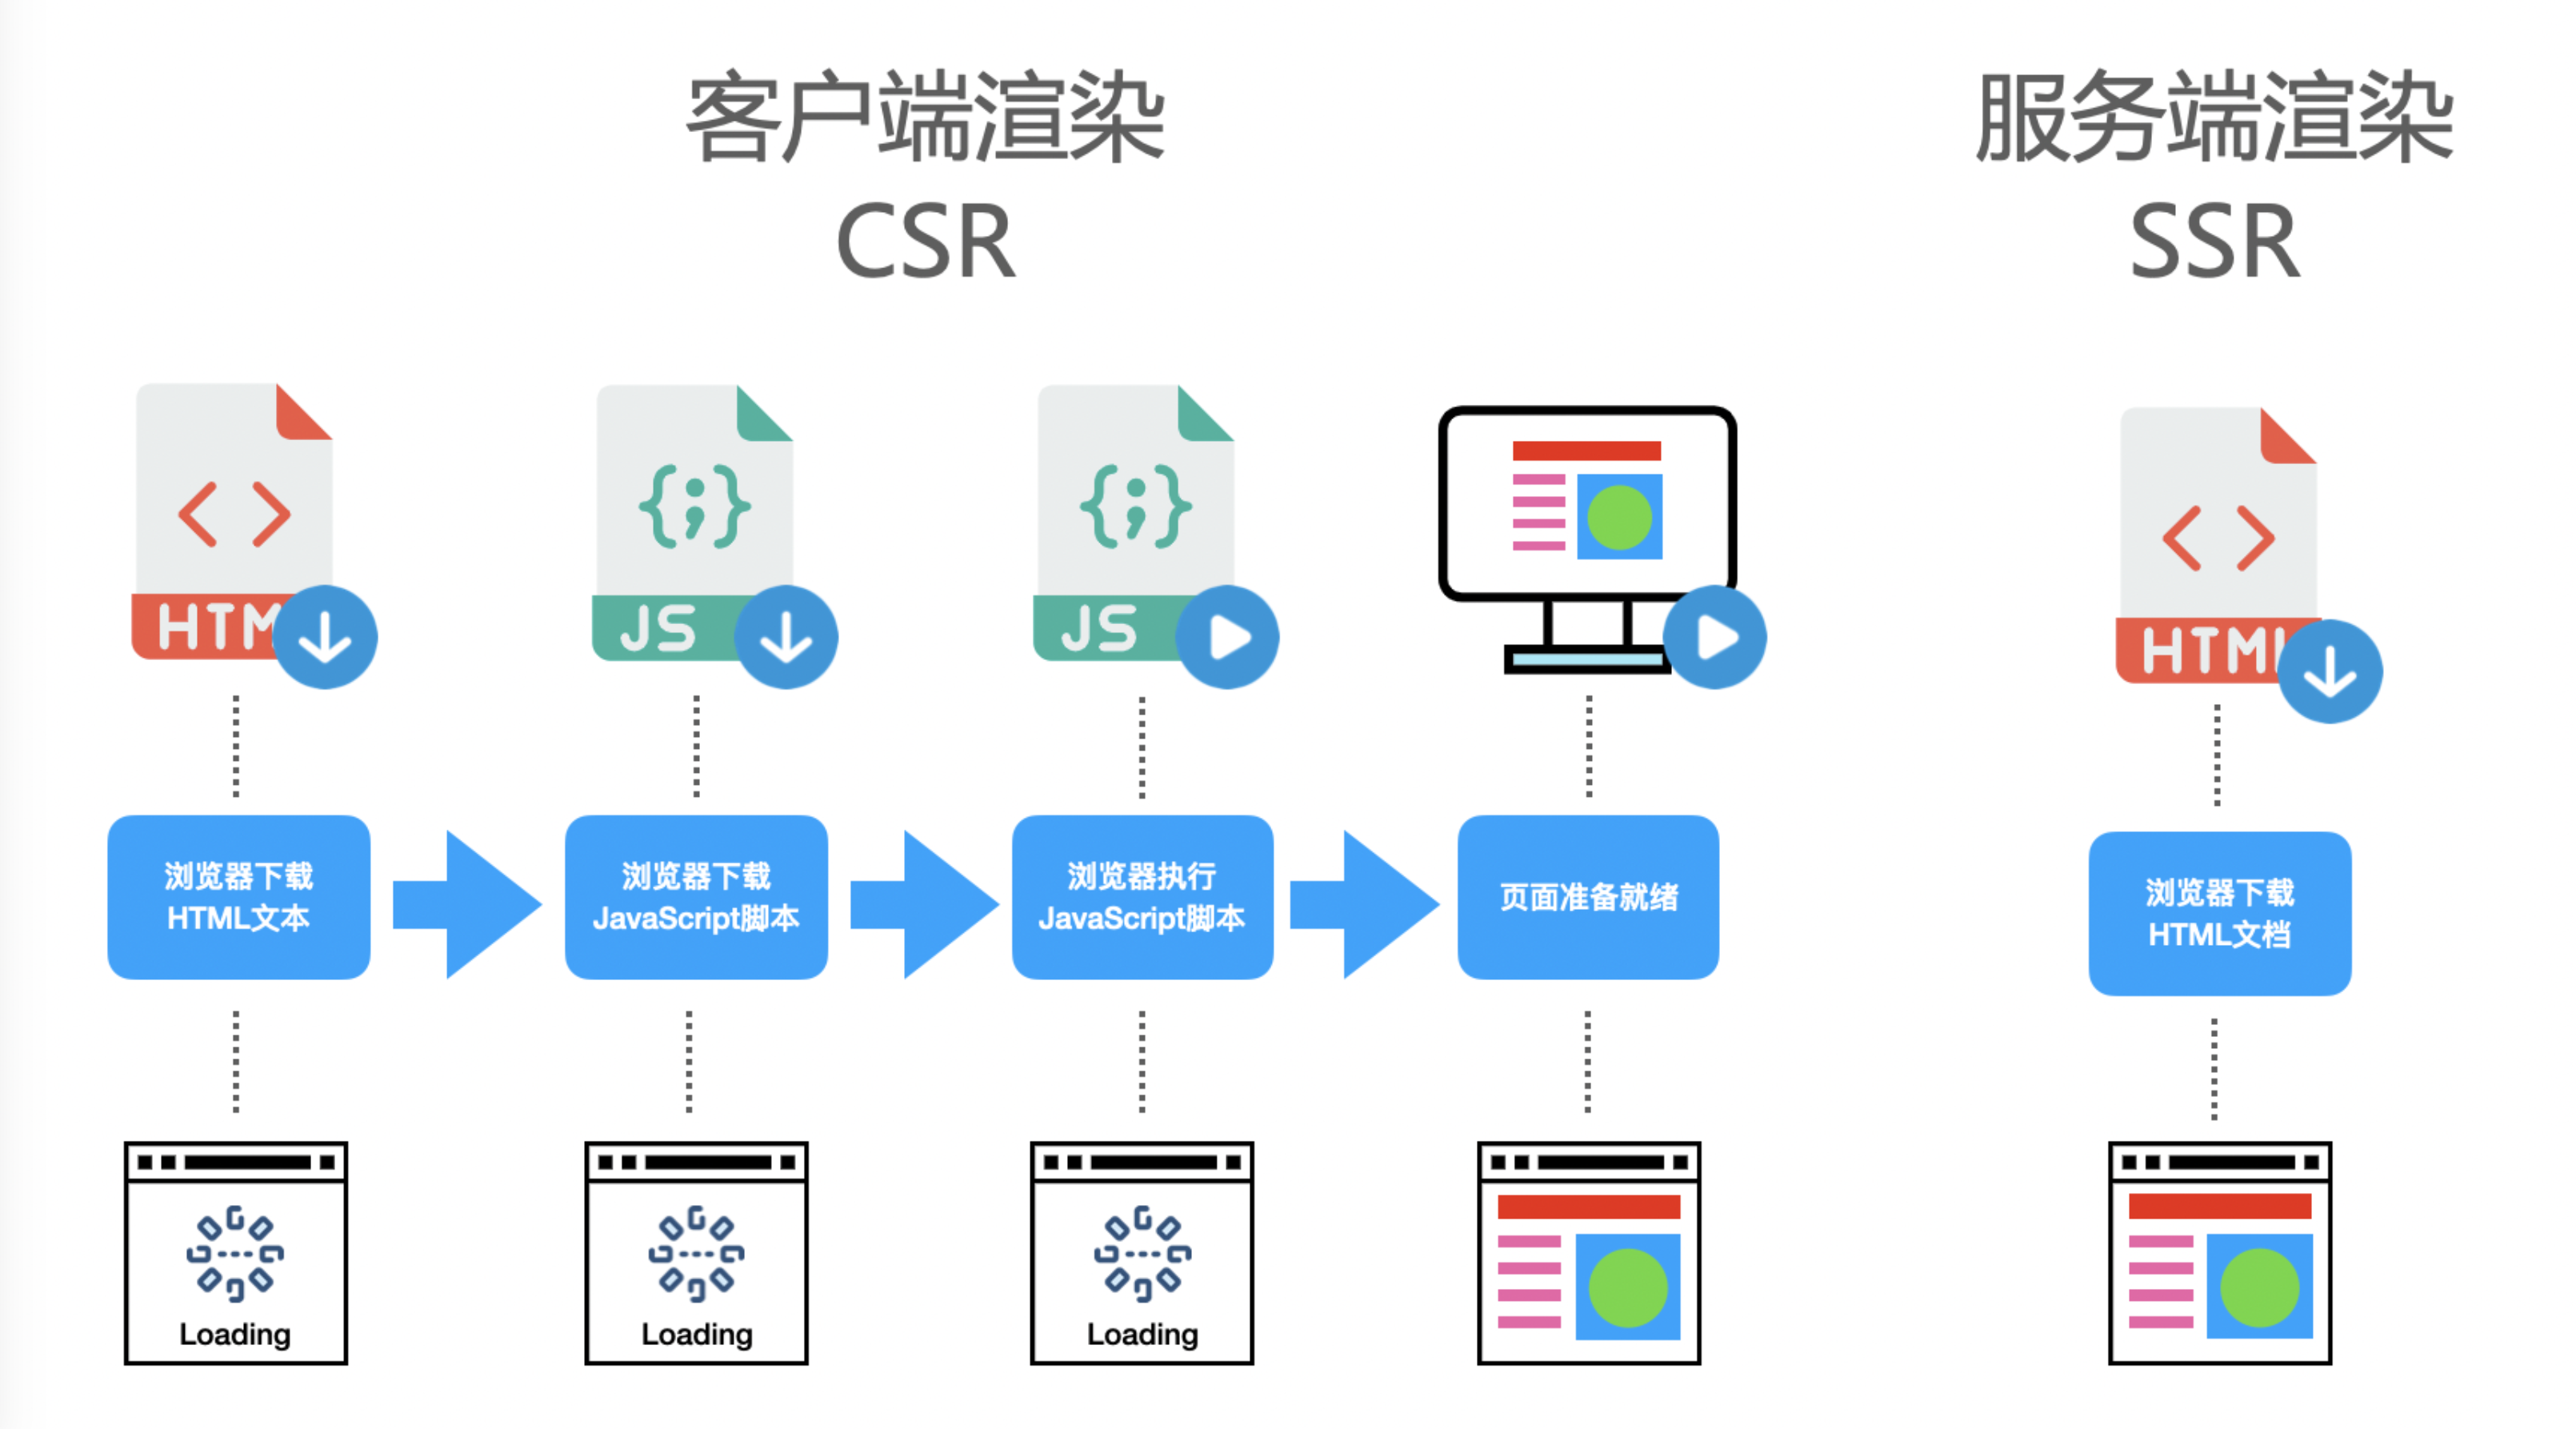 客户端渲染
CSR
服务端渲染
SSR
HTM
JS
JS
HTML
浏览器下载
HTML文本
浏览器下载
JavaScript脚本
浏览器执行
JavaScript脚本
页面准备就绪
浏览器下载
HTML文档
Loading
Loading
Loading